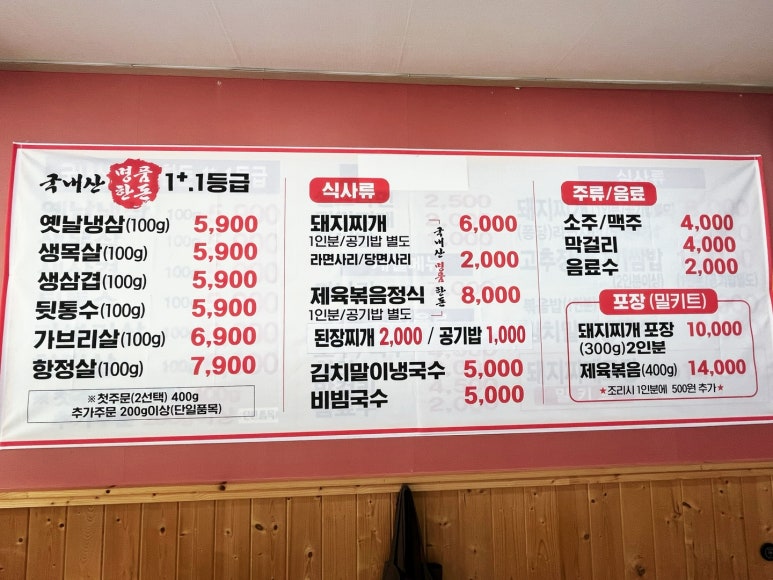 국내산 명품 한돈 1+.1등급
옛날냉삼(100g) 5,900
생목살(100g) 5,900
생삼겹(100g) 5,900
뒷통수(100g) 5,900
가브리살(100g) 6,900
항정살(100g) 7,900
※ 첫주문(2선택) 400g
추가주문 200g이상(단일품목)
식사류
돼지찌개 6,000
1인분/공기밥 별도
라면사리/당면사리 2,000
제육볶음정식 8,000
1인분/공기밥 별도
「국내산 명품한돈」
된장찌개 2,000 / 공기밥 1,000
김치말이냉국수 5,000
비빔국수 5,000
주류/음료
소주/맥주 4,000
막걸리 4,000
음료수 2,000
포장 (밀키트)
돼지찌개 포장 10,000
(300g)2인분
제육볶음(400g) 14,000
★조리시 1인분에 500원 추가★